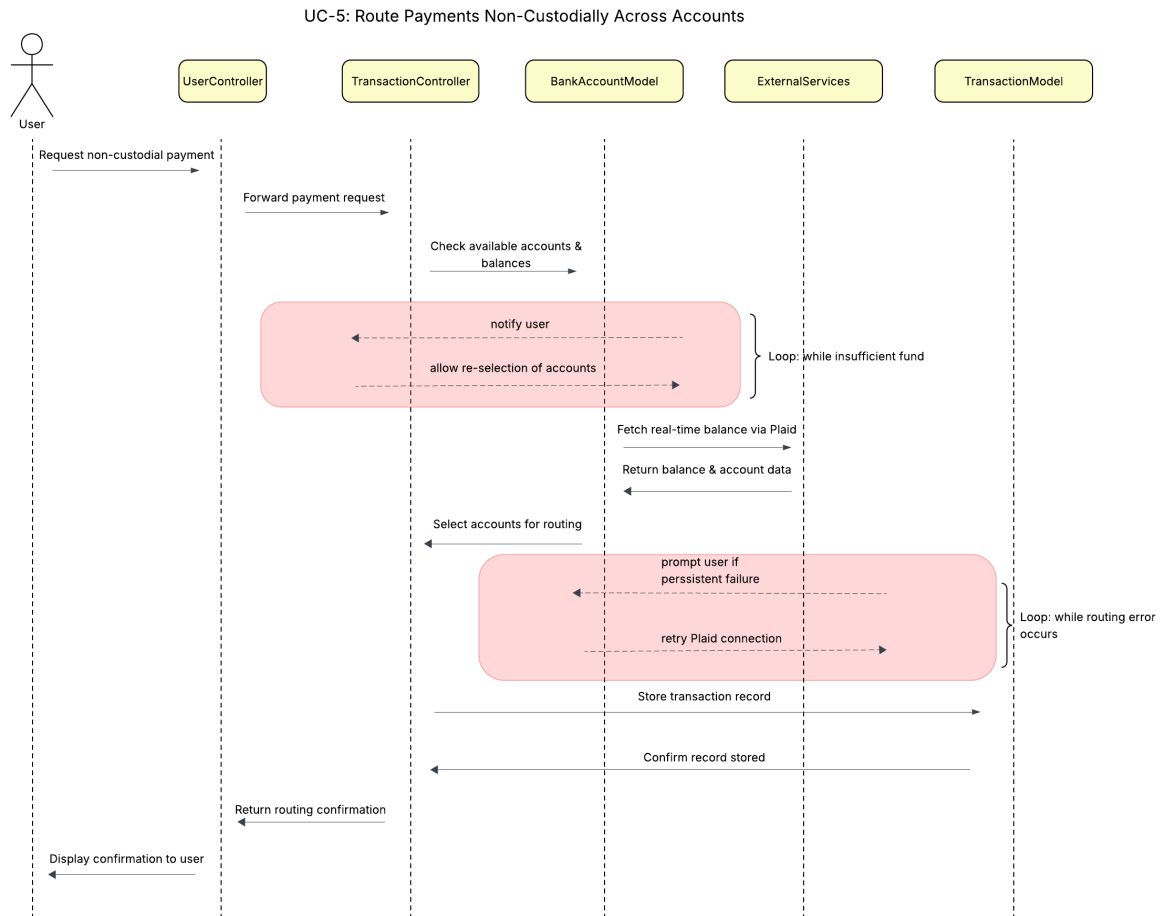 UC-5: Route Payments Non-Custodially Across Accounts
User
UserController
TransactionController
BankAccountModel
ExternalServices
TransactionModel
Request non-custodial payment
Forward payment request
Check available accounts &
balances
notify user
Loop: while insufficient fund
allow re-selection of accounts
Fetch real-time balance via Plaid
Return balance & account data
Select accounts for routing
prompt user if
perssistent failure
Loop: while routing error
occurs
retry Plaid connection
Store transaction record
Confirm record stored
Return routing confirmation
Display confirmation to user